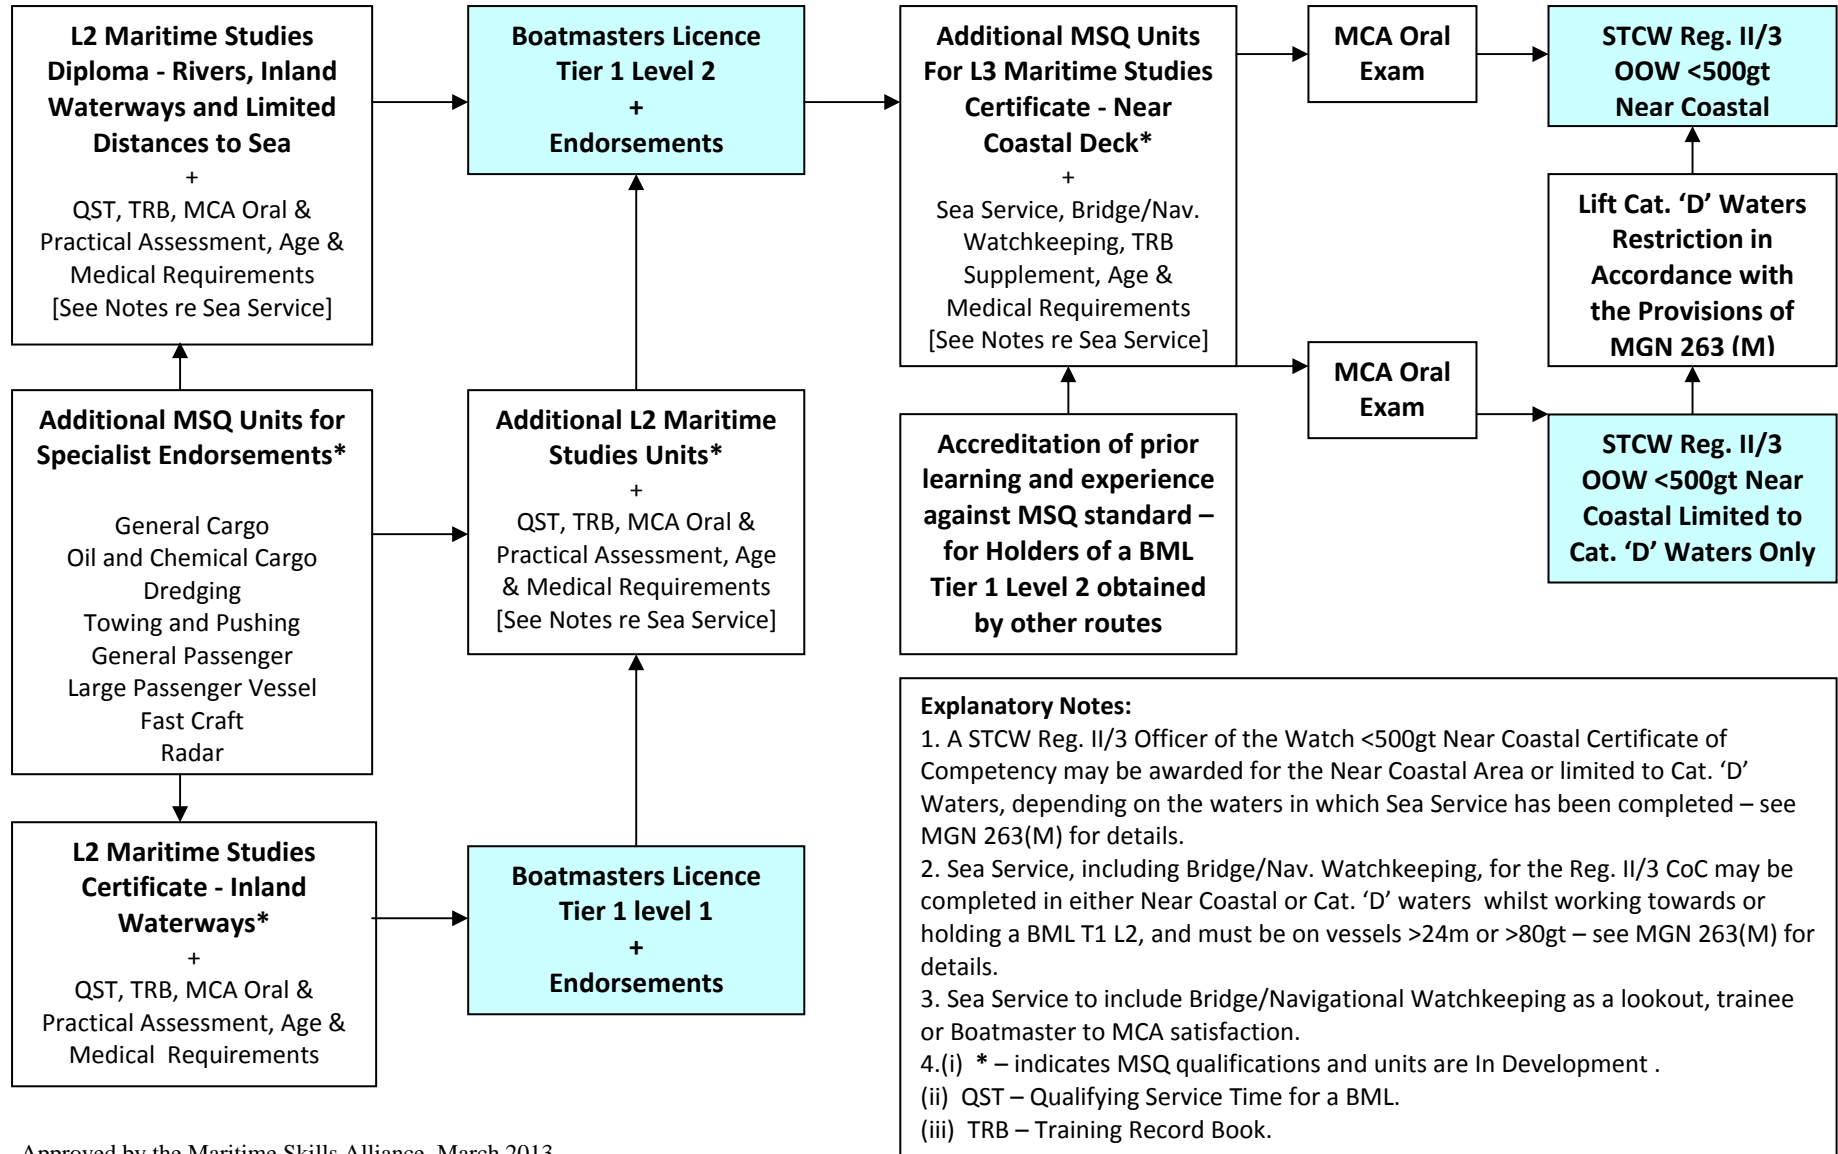 L2 Maritime Studies
Diploma - Rivers, Inland
Waterways and Limited
Distances to Sea
+
QST, TRB, MCA Oral &
Practical Assessment, Age &
Medical Requirements
[See Notes re Sea Service]
Boatmasters Licence
Tier 1 Level 2
+
Endorsements
Additional MSQ Units
For L3 Maritime Studies
Certificate - Near
Coastal Deck*
+
Sea Service, Bridge/Nav.
Watchkeeping, TRB
Supplement, Age &
Medical Requirements
[See Notes re Sea Service]
MCA Oral
Exam
STCW Reg. II/3
OOW <500gt
Near Coastal
Lift Cat. ‘D’ Waters
Restriction in
Accordance with
the Provisions of
MGN 263 (M)
MCA Oral
Exam
STCW Reg. II/3
OOW <500gt Near
Coastal Limited to
Cat. ‘D’ Waters Only
Additional MSQ Units for
Specialist Endorsements*
General Cargo
Oil and Chemical Cargo
Dredging
Towing and Pushing
General Passenger
Large Passenger Vessel
Fast Craft
Radar
Additional L2 Maritime
Studies Units*
+
QST, TRB, MCA Oral &
Practical Assessment, Age
& Medical Requirements
[See Notes re Sea Service]
Accreditation of prior
learning and experience
against MSQ standard –
for Holders of a BML
Tier 1 Level 2 obtained
by other routes
L2 Maritime Studies
Certificate - Inland
Waterways*
+
QST, TRB, MCA Oral &
Practical Assessment, Age &
Medical  Requirements
Boatmasters Licence
Tier 1 level 1
+
Endorsements
Explanatory Notes:
1. A STCW Reg. II/3 Officer of the Watch <500gt Near Coastal Certificate of
Competency may be awarded for the Near Coastal Area or limited to Cat. ‘D’
Waters, depending on the waters in which Sea Service has been completed – see
MGN 263(M) for details.
2. Sea Service, including Bridge/Nav. Watchkeeping, for the Reg. II/3 CoC may be
completed in either Near Coastal or Cat. ‘D’ waters  whilst working towards or
holding a BML T1 L2, and must be on vessels >24m or >80gt – see MGN 263(M) for
details.
3. Sea Service to include Bridge/Navigational Watchkeeping as a lookout, trainee
or Boatmaster to MCA satisfaction.
4.(i)  * – indicates MSQ qualifications and units are In Development .
(ii)  QST – Qualifying Service Time for a BML.
(iii)  TRB – Training Record Book.
Approved by the Maritime Skills Alliance, March 2013